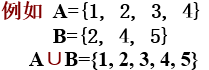 例如 A={1, 2, 3, 4}
B={2, 4, 5}
A∪B={1, 2, 3, 4, 5}